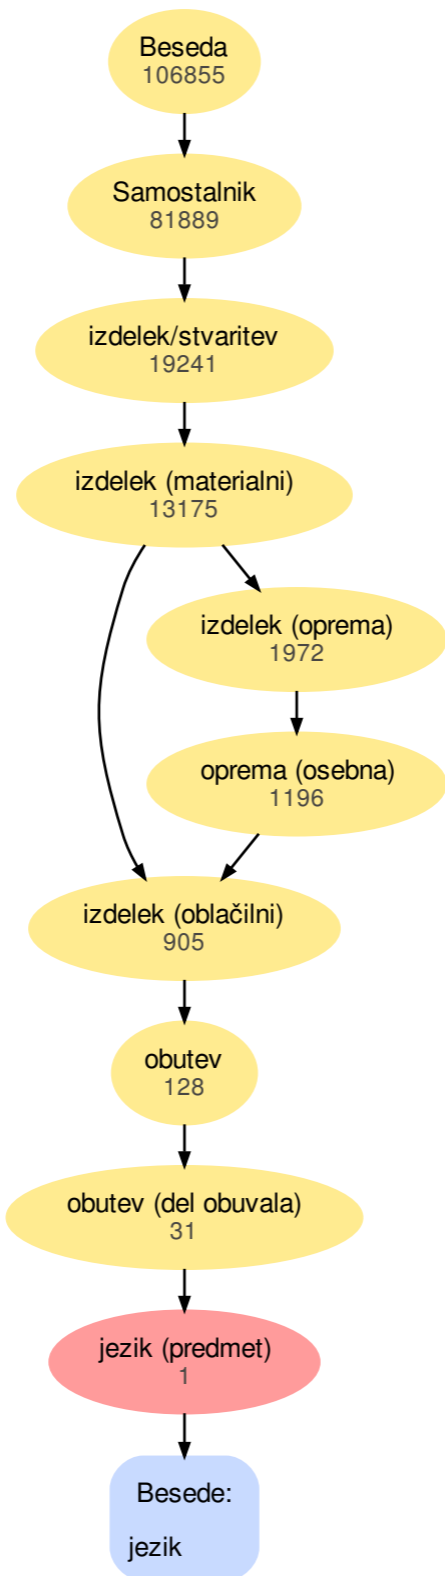 Beseda
106855
Samostalnik
81889
izdelek/stvaritev
19241
izdelek (materialni)
13175
izdelek (oprema)
1972
oprema (osebna)
1196
izdelek (oblačilni)
905
obutev
128
obutev (del obuvala)
31
jezik (predmet)
1
Besede:
jezik